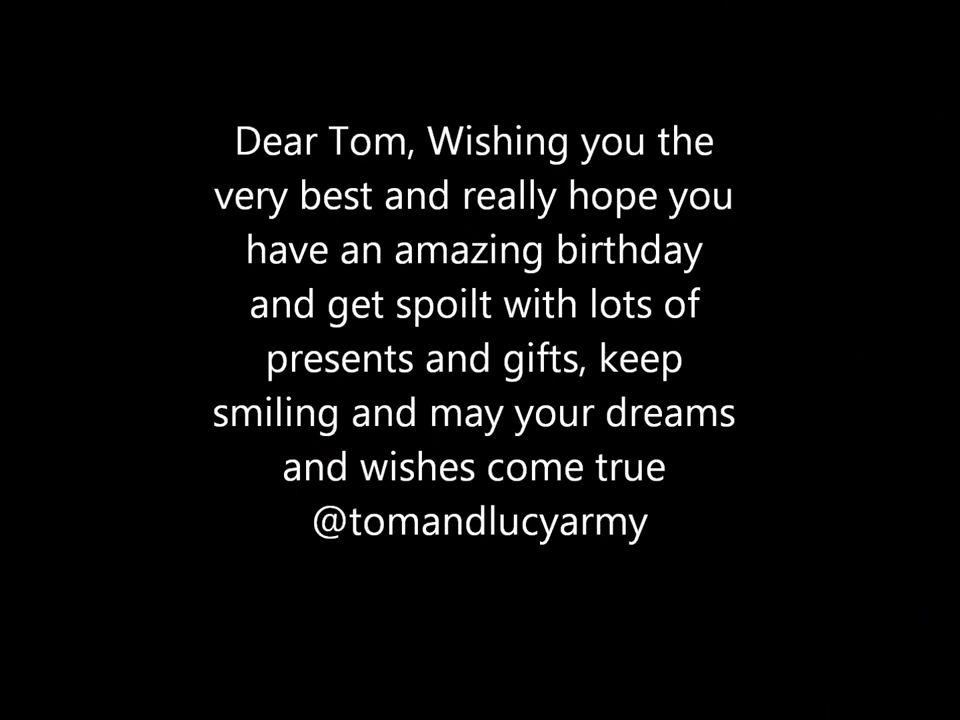 Dear Tom, Wishing you the
very best and really hope you
have an amazing birthday
and get spoilt with lots of
presents and gifts, keep
smiling and may your dreams
and wishes come true
@tomandlucyarmy